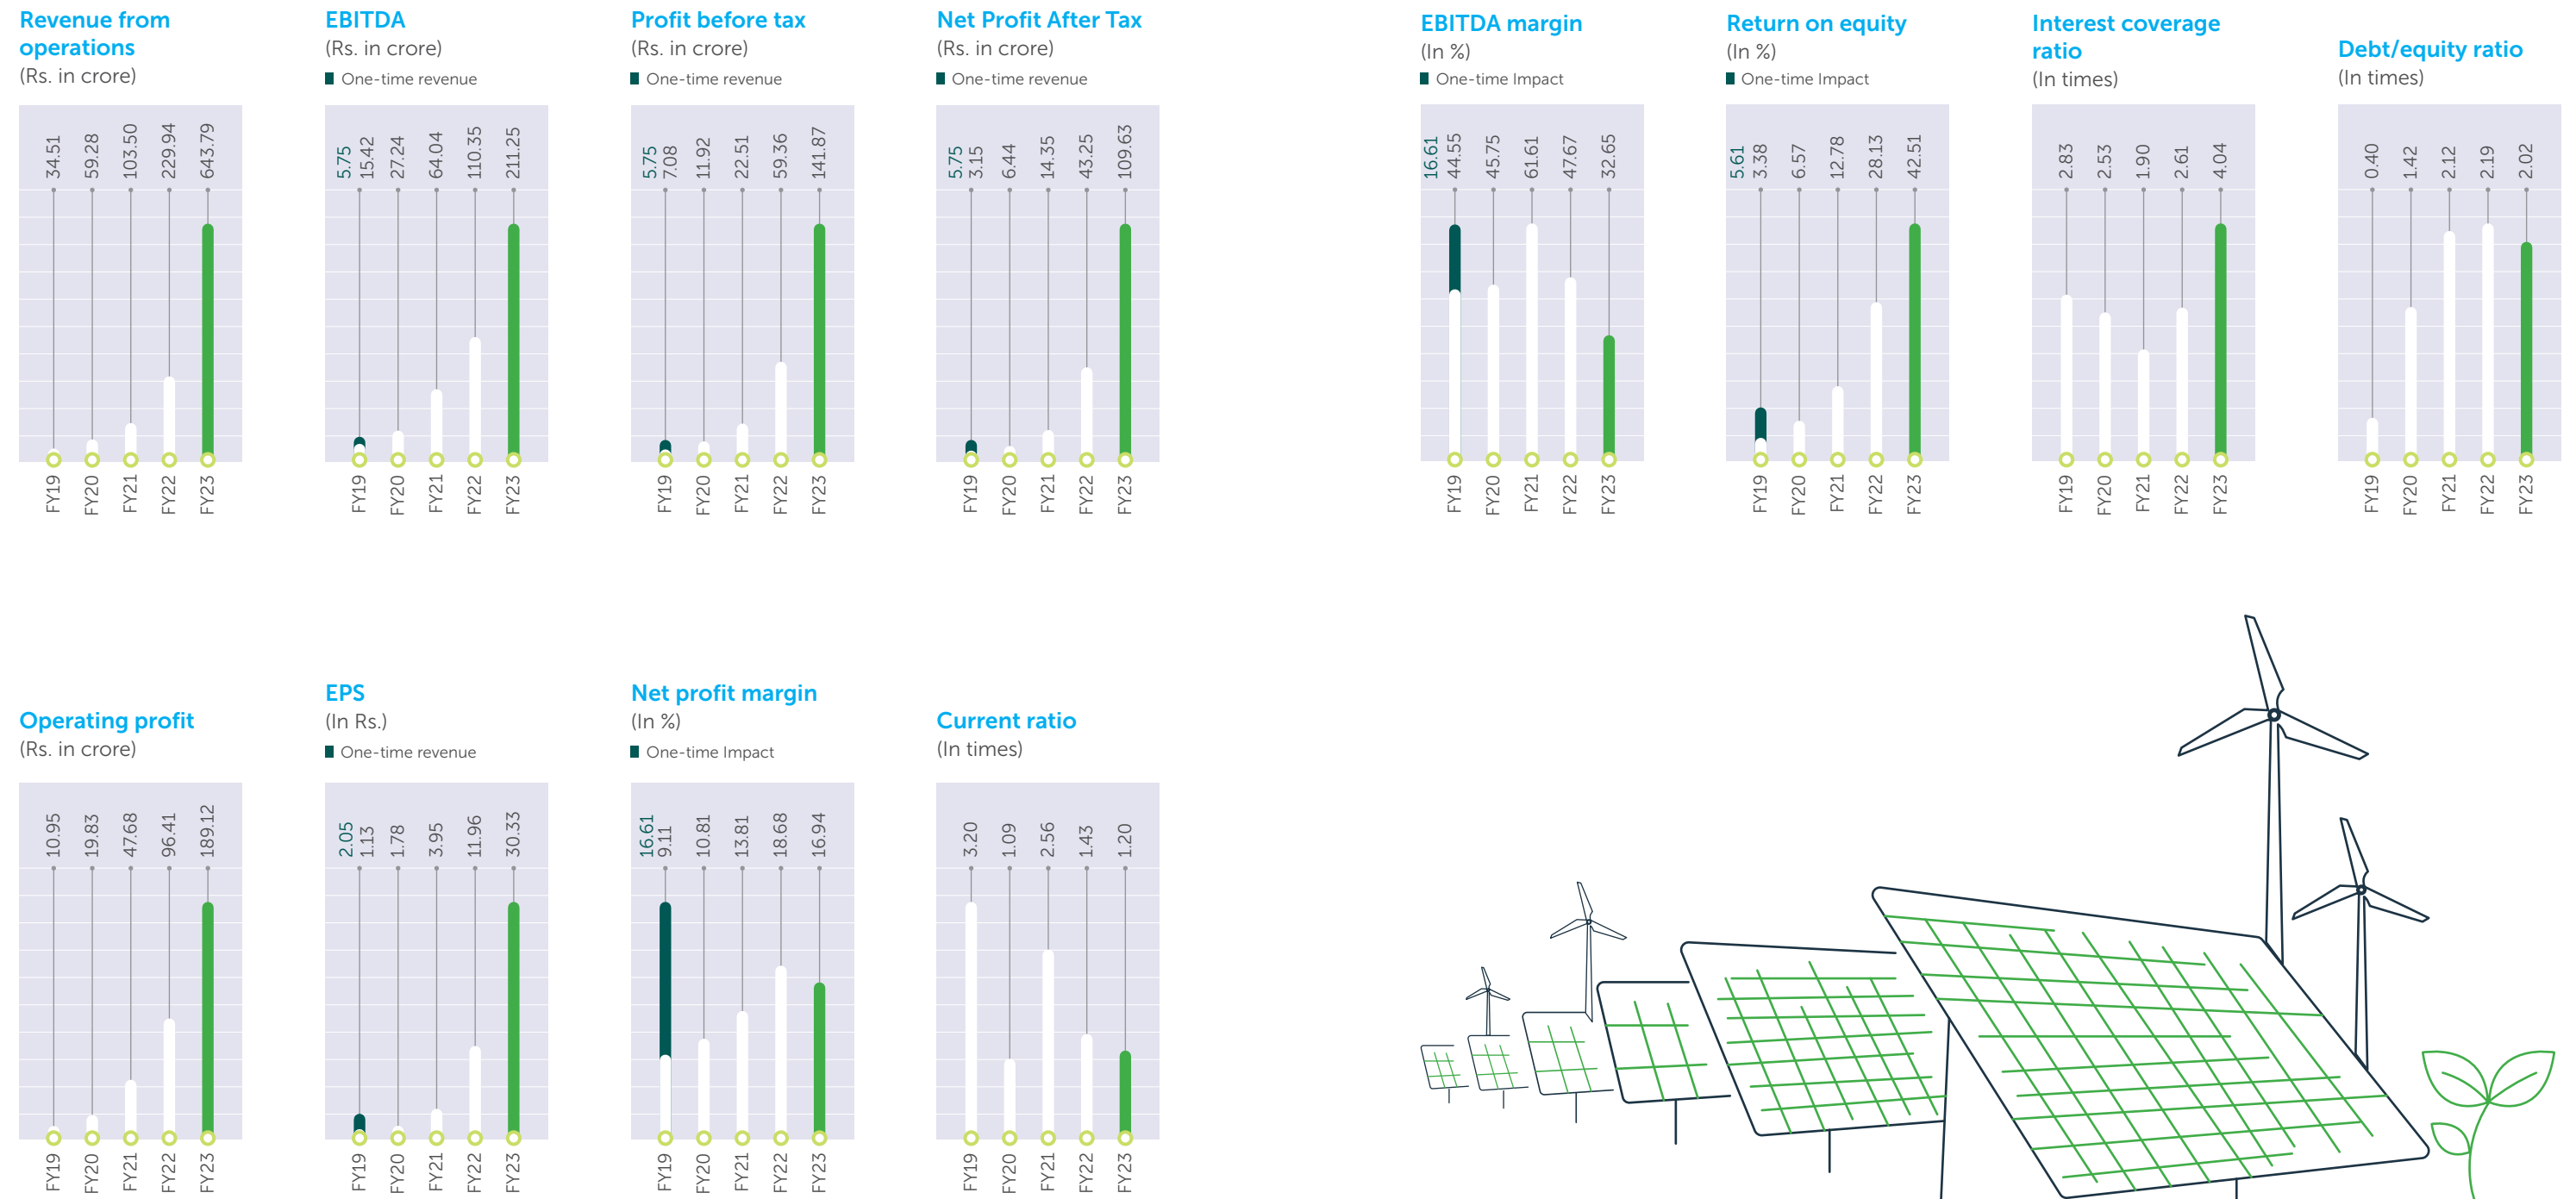 Revenue from
operations
(Rs. in crore)
34.51
59.28
103.50
229.94
643.79
FY19
FY20
FY21
FY22
FY23
EBITDA
(Rs. in crore)
One-time revenue
5.75
15.42
27.24
64.04
110.35
211.25
FY19
FY20
FY21
FY22
FY23
Profit before tax
(Rs. in crore)
One-time revenue
5.75
7.08
11.92
22.51
59.36
141.87
FY19
FY20
FY21
FY22
FY23
Net Profit After Tax
(Rs. in crore)
One-time revenue
5.75
3.15
6.44
14.35
43.25
109.63
FY19
FY20
FY21
FY22
FY23
EBITDA margin
(In %)
One-time Impact
16.61
44.55
45.75
61.61
47.67
32.65
FY19
FY20
FY21
FY22
FY23
Return on equity
(In %)
One-time Impact
5.61
3.38
6.57
12.78
28.13
42.51
FY19
FY20
FY21
FY22
FY23
Interest coverage
ratio
(In times)
2.83
2.53
1.90
2.61
4.04
FY19
FY20
FY21
FY22
FY23
Debt/equity ratio
(In times)
0.40
1.42
2.12
2.19
2.02
FY19
FY20
FY21
FY22
FY23
Operating profit
(Rs. in crore)
10.95
19.83
47.68
96.41
189.12
FY19
FY20
FY21
FY22
FY23
EPS
(In Rs.)
One-time revenue
2.05
1.13
1.78
3.95
11.96
30.33
FY19
FY20
FY21
FY22
FY23
Net profit margin
(In %)
One-time Impact
16.61
9.11
10.81
13.81
18.68
16.94
FY19
FY20
FY21
FY22
FY23
Current ratio
(In times)
3.20
1.09
2.56
1.43
1.20
FY19
FY20
FY21
FY22
FY23